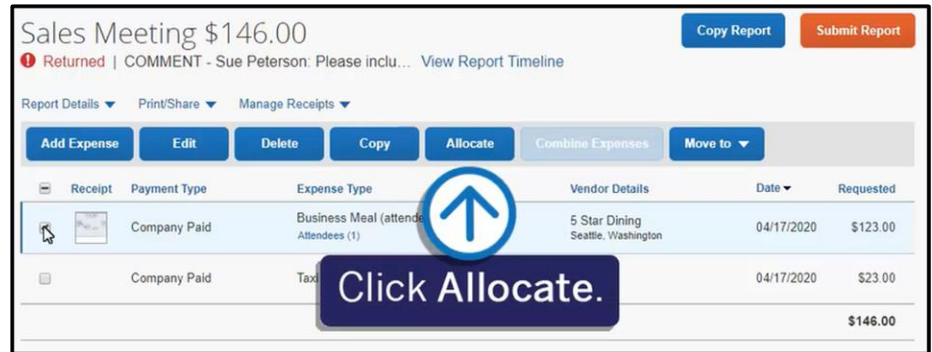 Sales Meeting $146.00
Copy Report
Submit Report
Returned | COMMENT - Sue Peterson: Please inclu... View Report Timeline
Report Details Print/Share Manage Receipts
Add Expense Edit Delete Copy Allocate Combine Expenses Move to
Receipt Payment Type Expense Type Vendor Details Date Requested
Company Paid Business Meal (attende 5 Star Dining 04/17/2020 $123.00
Attendees (1) Seattle, Washington
Company Paid Taxi 04/17/2020 $23.00
Click Allocate.
$146.00